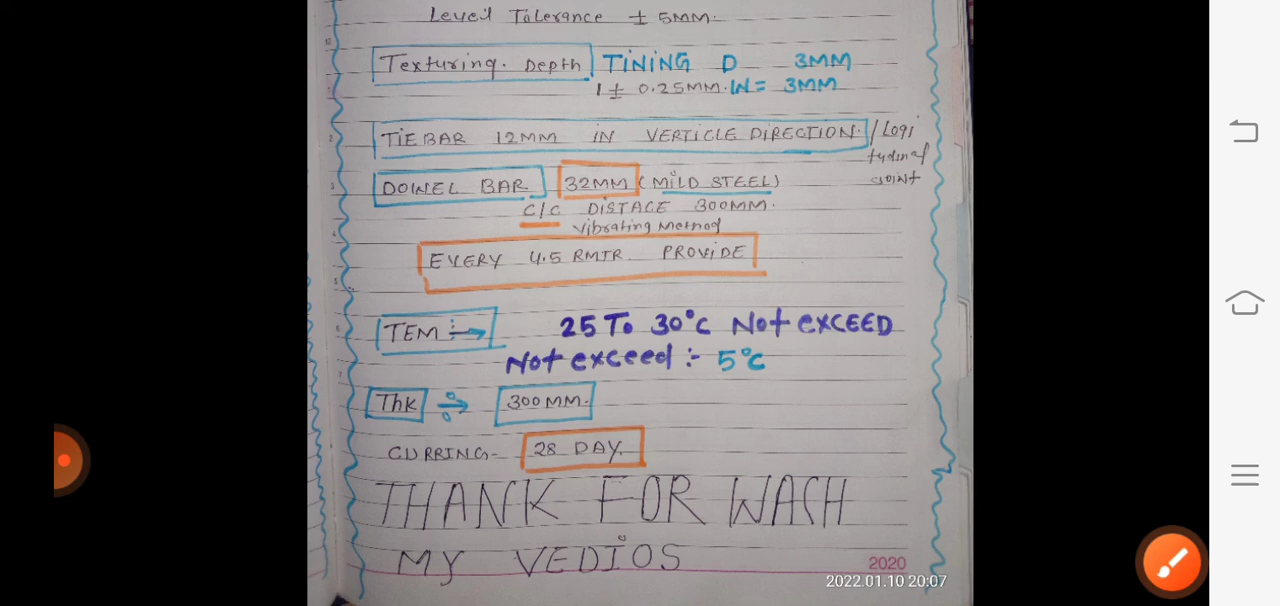 Leveil Tolerance ± 5MM.
Texturing. Depth TINING D 3MM
1± 0.25MM. W= 3MM
TIEBAR 12MM IN VERTICLE DIRECTION. / Logi
tudinal
joint
DOWEL BAR 32MM (MILD STEEL)
C/C DISTACE 300MM.
Vibrating Method
EVERY 4.5 RMTR. PROVIDE
TEM :→ 25 To 30°C Not EXCEED
Not exceed :- 5°C
Thk 300MM.
CURRING- 28 DAY.
THANK FOR WACH
MY VEDIOS
2020
2022.01.10 20:07